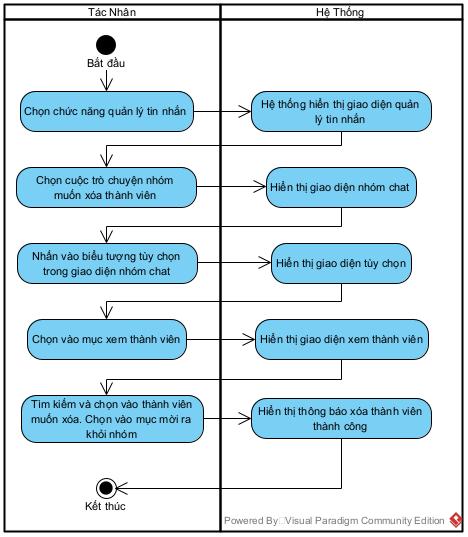 Tác Nhân
Hệ Thống
Bắt đầu
Chọn chức năng quản lý tin nhắn
Hệ thống hiển thị giao diện quản
lý tin nhắn
Chọn cuộc trò chuyện nhóm
muốn xóa thành viên
Hiển thị giao diện nhóm chat
Nhấn vào biểu tượng tùy chọn
trong giao diện nhóm chat
Hiển thị giao diện tùy chọn
Chọn vào mục xem thành viên
Hiển thị giao diện xem thành viên
Tìm kiếm và chọn vào thành viên
muốn xóa. Chọn vào mục mời ra
khỏi nhóm
Hiển thị thông báo xóa thành viên
thành công
Kết thúc
Powered By Visual Paradigm Community Edition